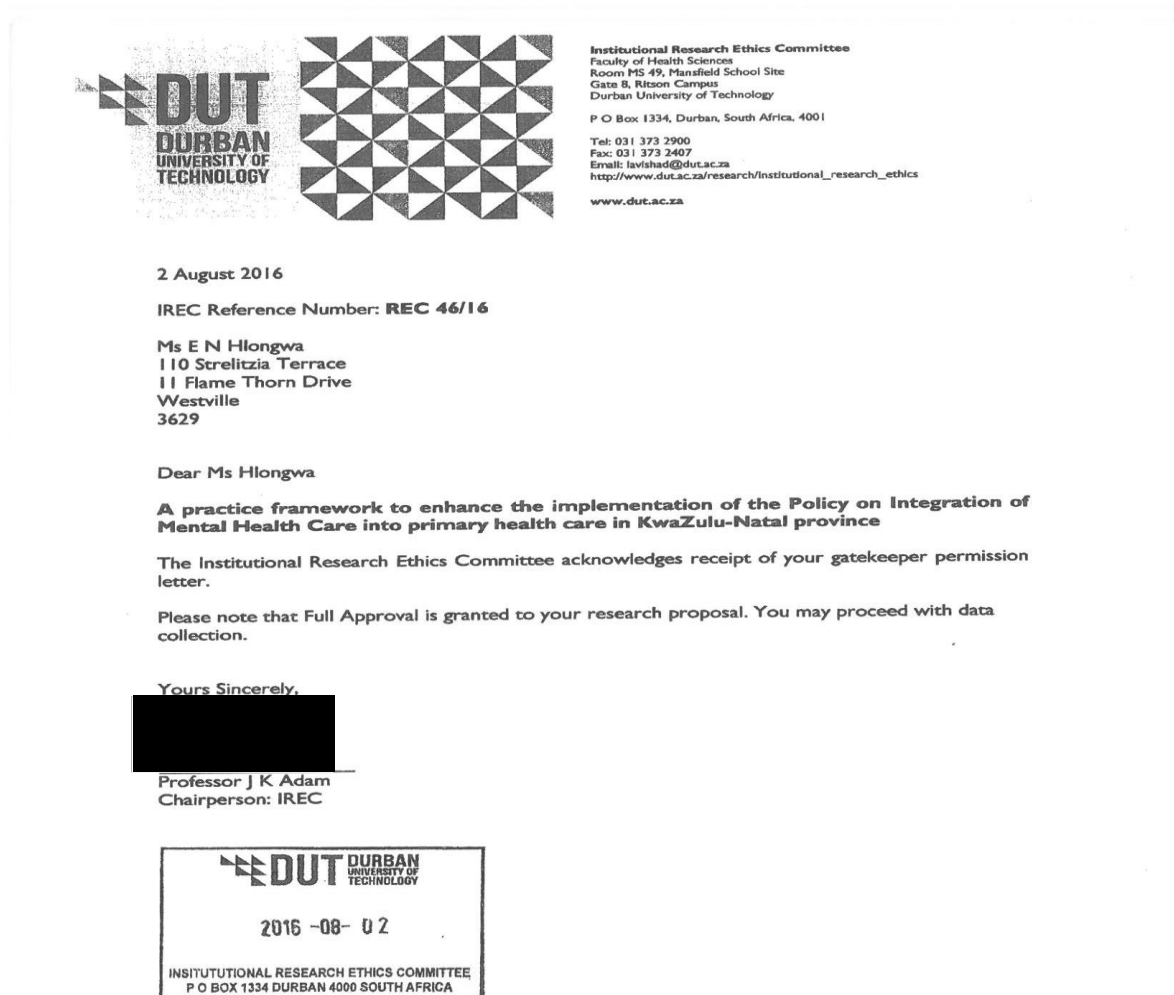 DUT
DURBAN
UNIVERSITY OF
TECHNOLOGY
Institutional Research Ethics Committee
Faculty of Health Sciences
Room MS 49, Mansfield School Site
Gate 8, Ritson Campus
Durban University of Technology
P O Box 1334, Durban, South Africa, 4001
Tel: 031 373 2900
Fax: 031 373 2407
Email: lavishad@dut.ac.za
http://www.dut.ac.za/research/institutional_research_ethics
www.dut.ac.za
2 August 2016
IREC Reference Number: REC 46/16
Ms E N Hlongwa
110 Strelitzia Terrace
11 Flame Thorn Drive
Westville
3629
Dear Ms Hlongwa
A practice framework to enhance the implementation of the Policy on Integration of
Mental Health Care into primary health care in KwaZulu-Natal province
The Institutional Research Ethics Committee acknowledges receipt of your gatekeeper permission
letter.
Please note that Full Approval is granted to your research proposal. You may proceed with data
collection.
Yours Sincerely,
Professor J K Adam
Chairperson: IREC
DUT DURBAN
UNIVERSITY OF
TECHNOLOGY
2016 -08- 02
INSITUTUTIONAL RESEARCH ETHICS COMMITTEE
P O BOX 1334 DURBAN 4000 SOUTH AFRICA